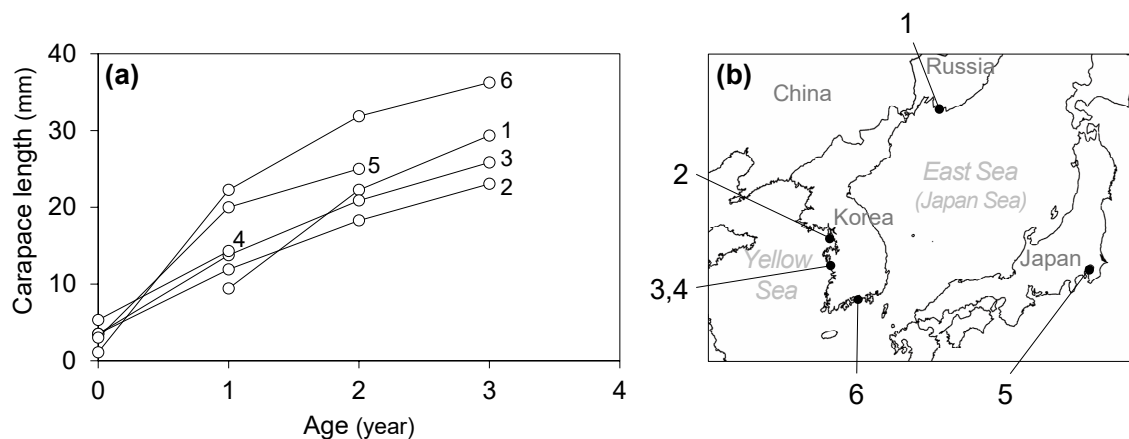 (a)
Carapace length (mm)
40
30
20
10
0
6
1
3
2
5
4
0
1
2
3
4
Age (year)
(b)
1
Russia
China
East Sea
(Japan Sea)
2
Korea
Yellow
Sea
Japan
3,4
6
5